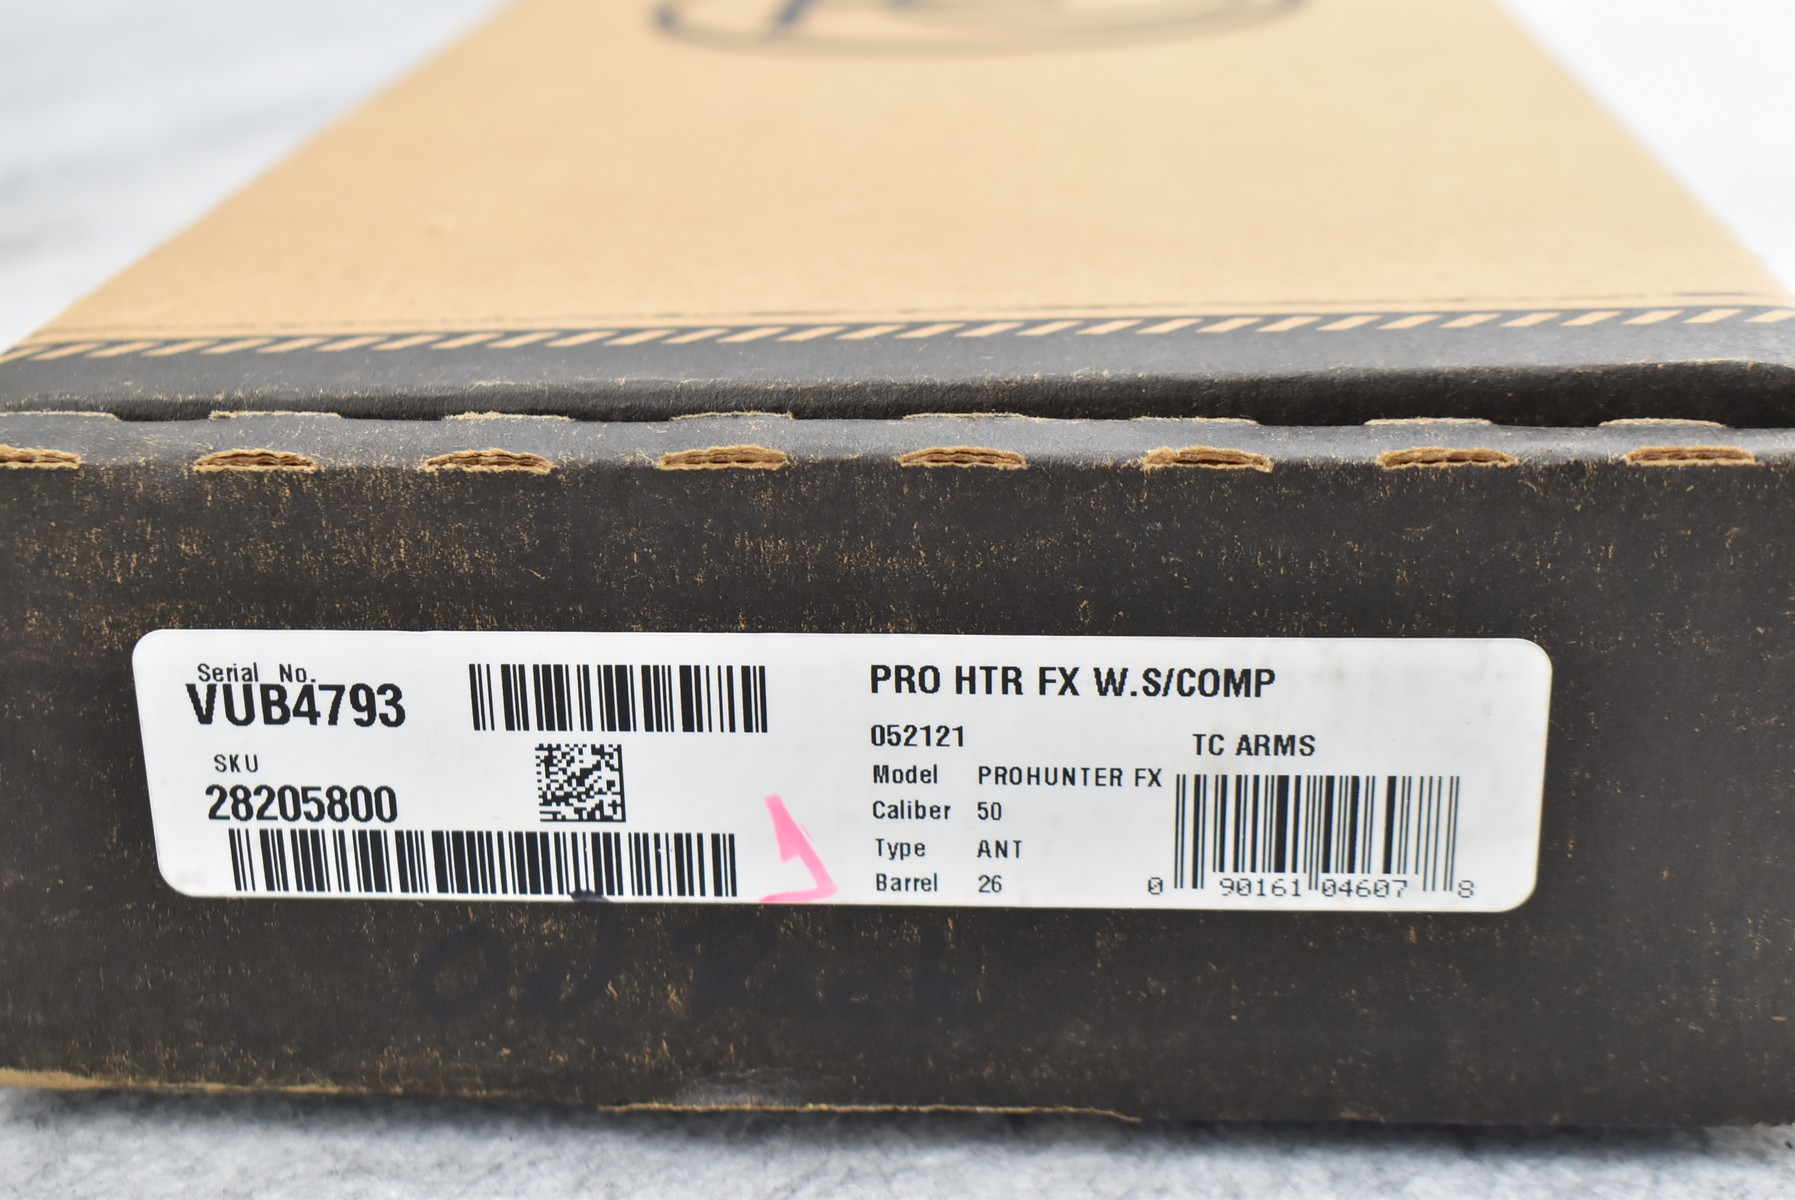 Serial No.
VUB4793
SKU
28205800
PRO HTR FX W.S/COMP
052121
TC ARMS
Model PROHUNTER FX
Caliber 50
Type ANT
Barrel 26
0 90161 04607 8